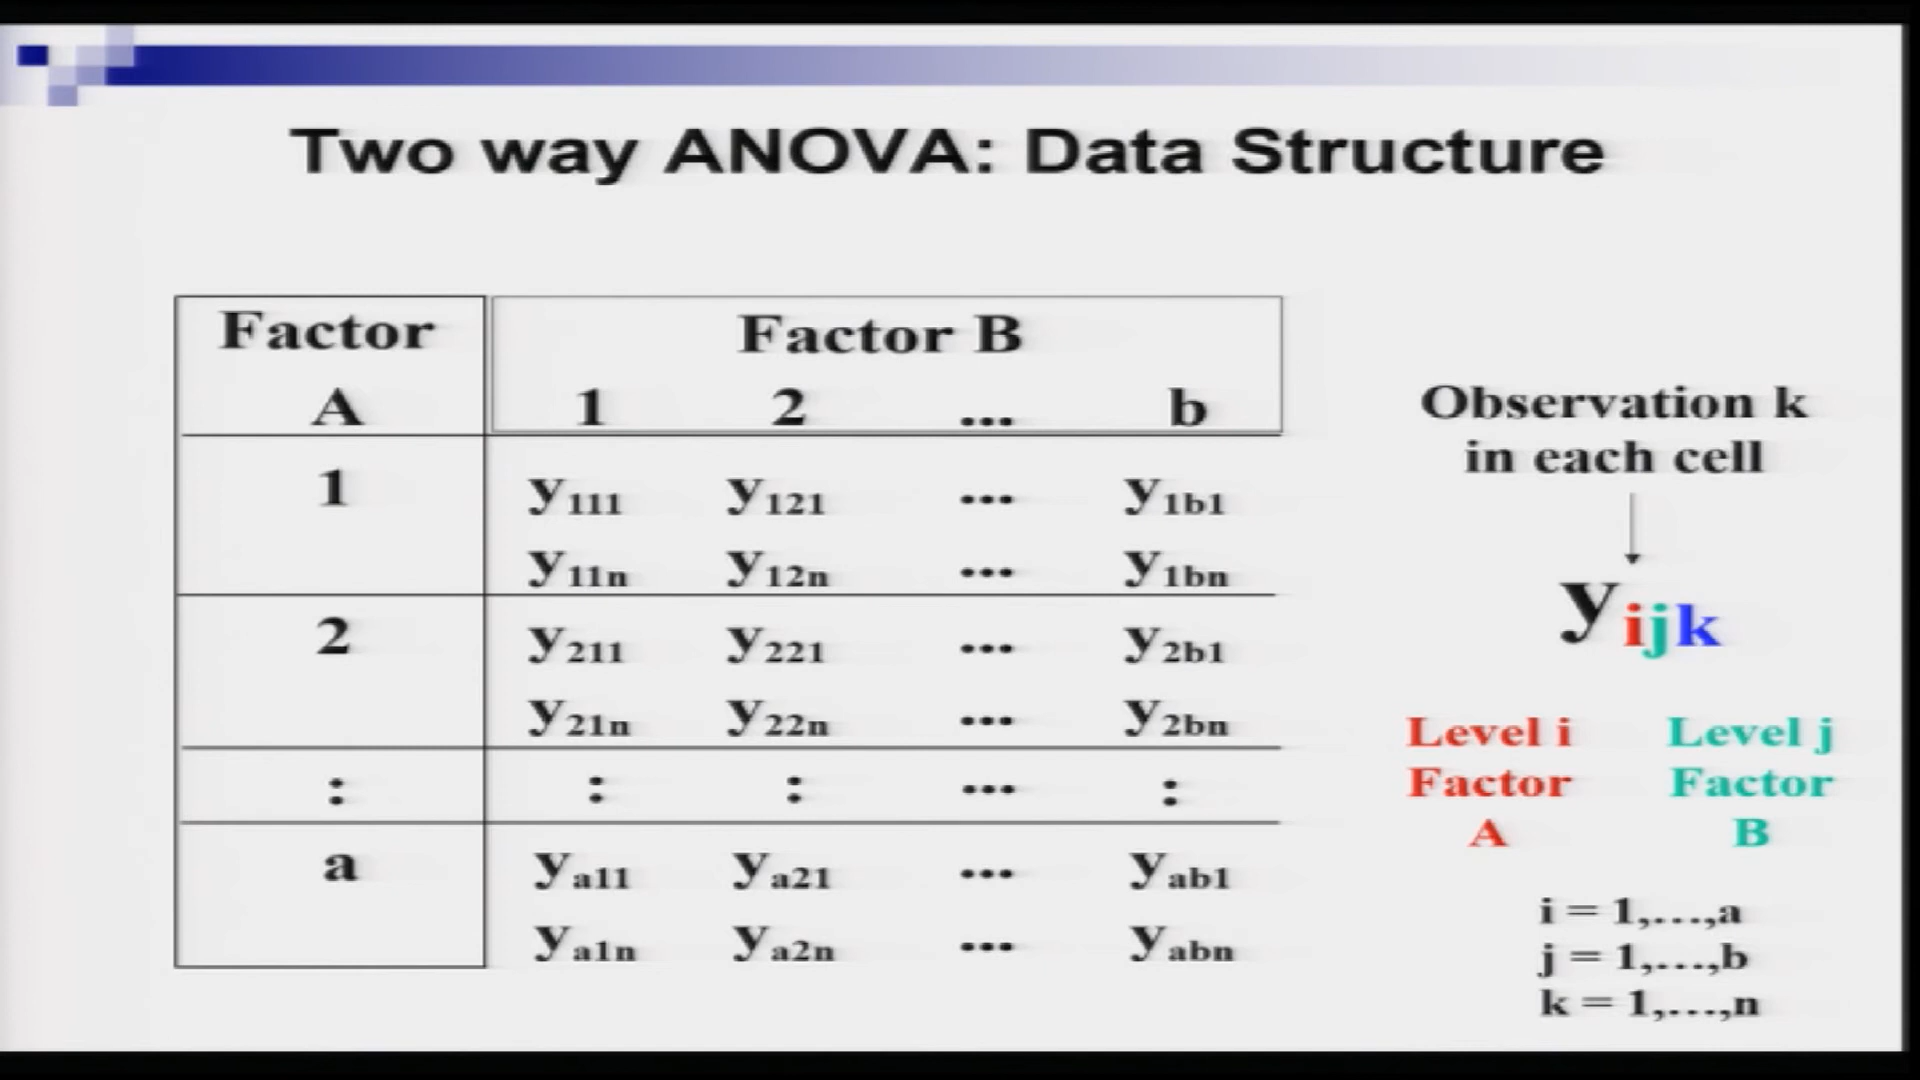 Two way ANOVA: Data Structure
Factor A
Factor B
1 2 ... b
1 y111 y121 ... y1b1
y11n y12n ... y1bn
2 y211 y221 ... y2b1
y21n y22n ... y2bn
: : : ... :
a ya11 ya21 ... yab1
ya1n ya2n ... yabn
Observation k
in each cell
yijk
Level i
Factor
A
Level j
Factor
B
i = 1,...,a
j = 1,...,b
k = 1,...,n